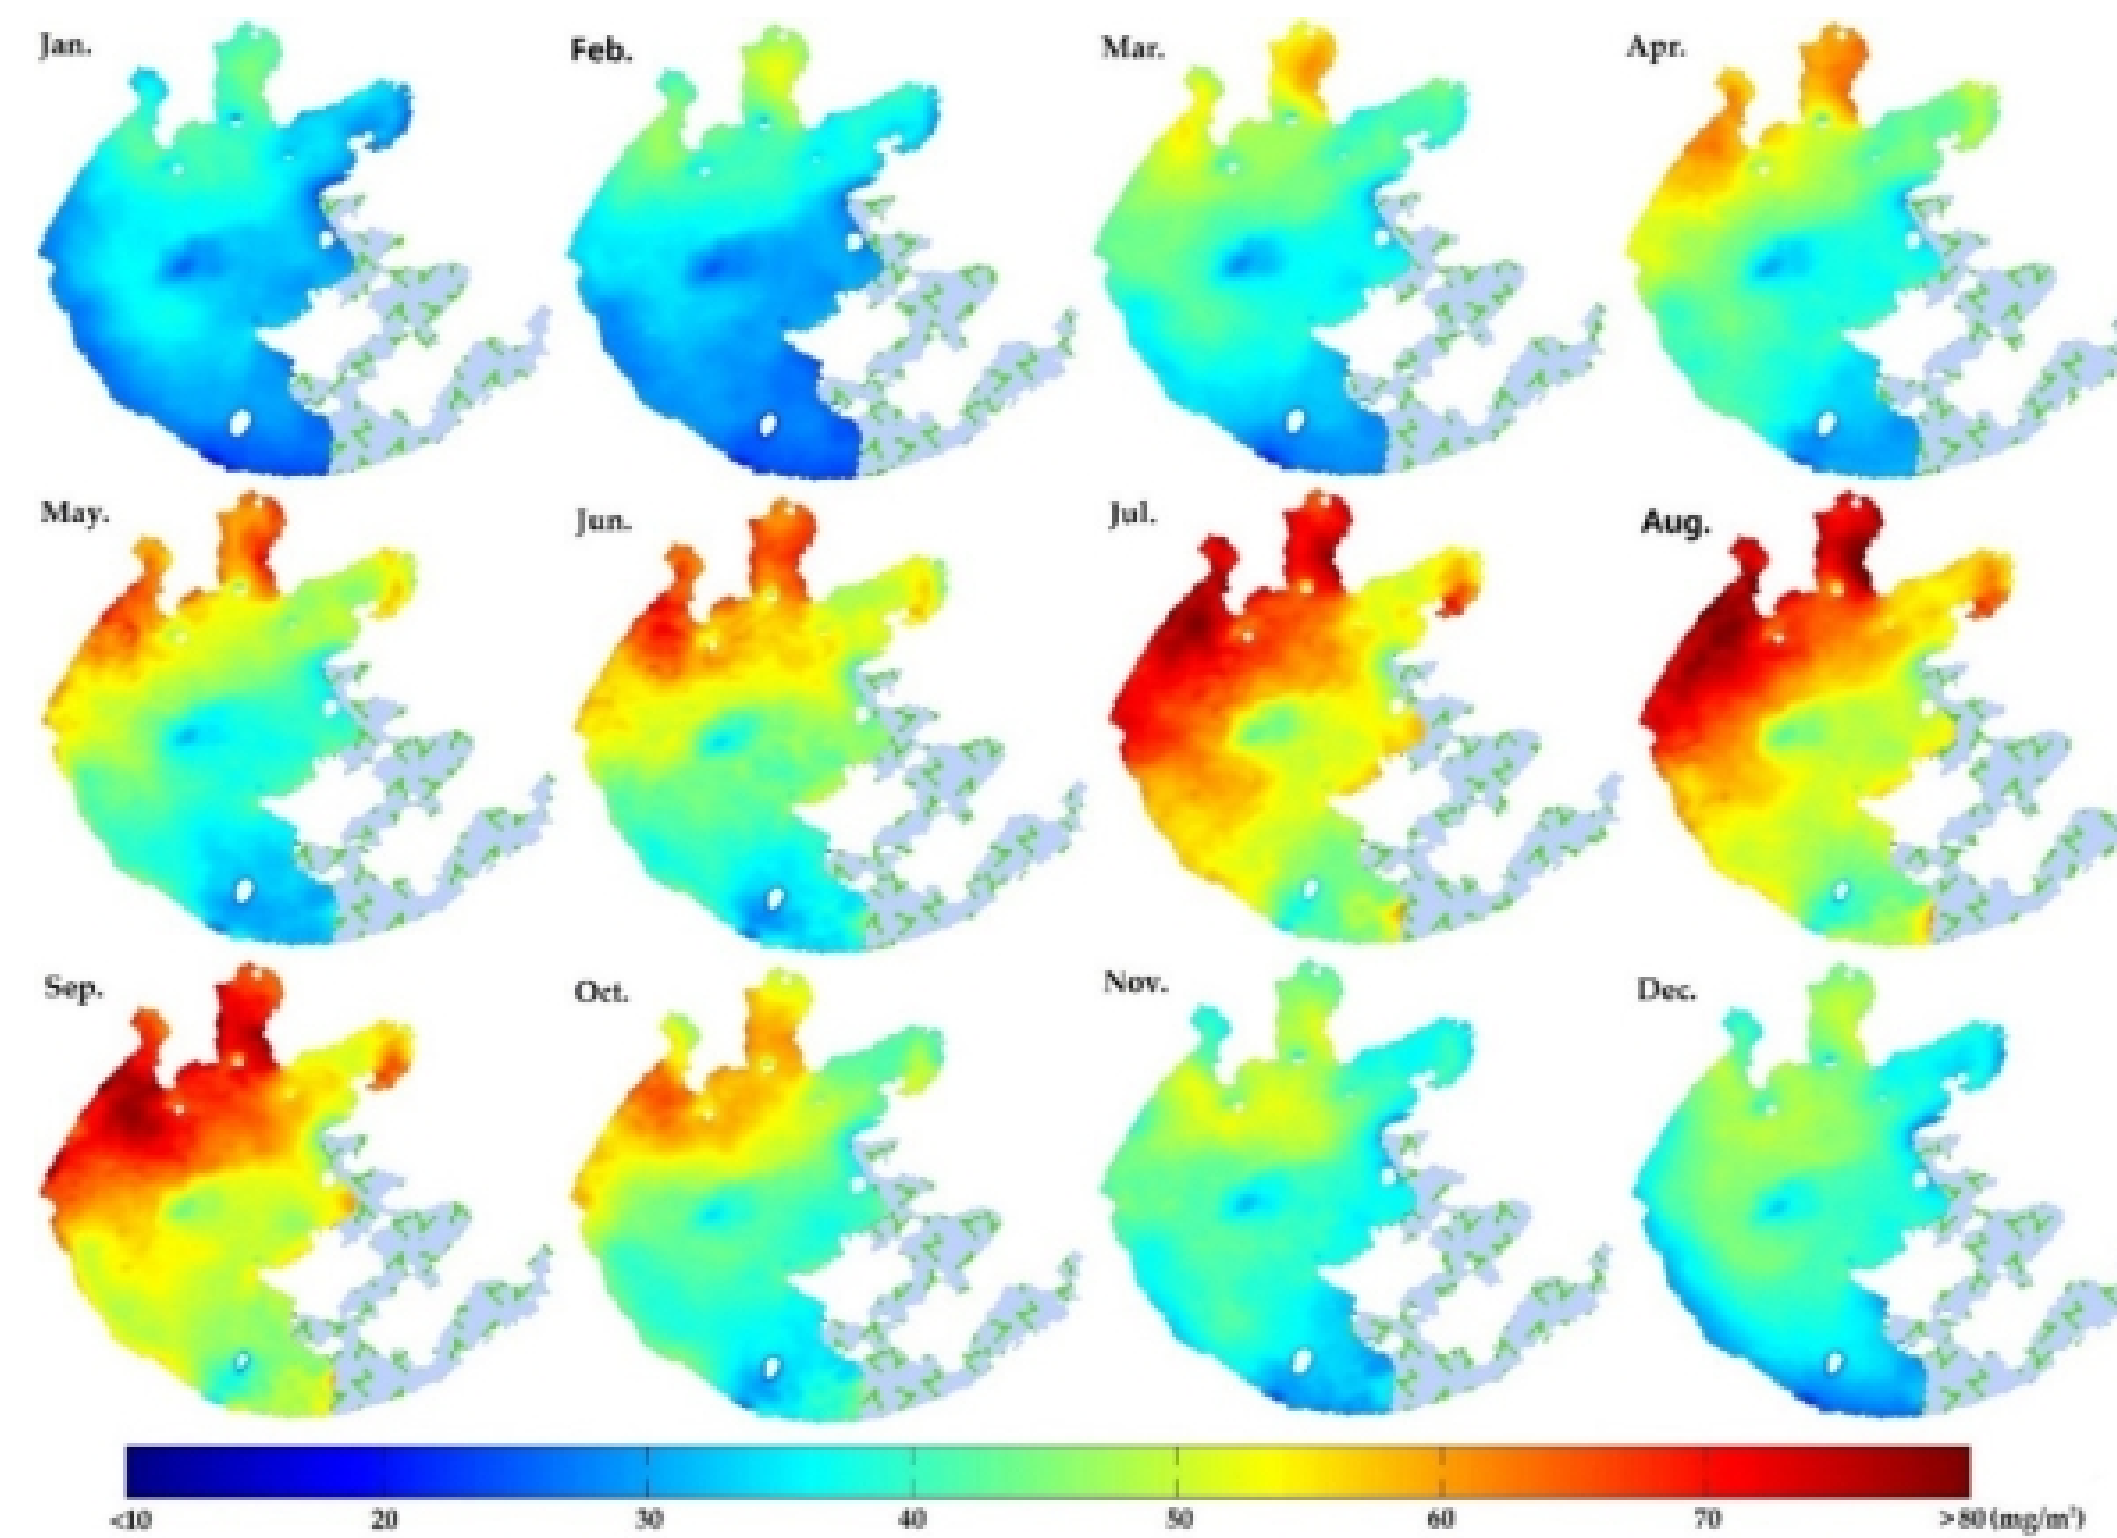 Jan. Feb. Mar. Apr.
May. Jun. Jul. Aug.
Sep. Oct. Nov. Dec.
<10 20 30 40 50 60 70 >80 (mg/m³)